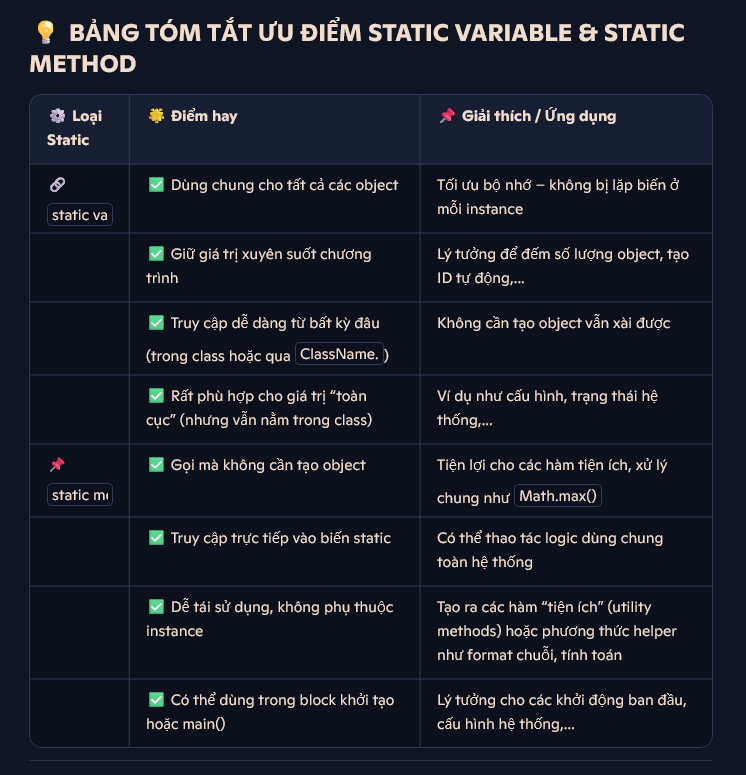 💡 BẢNG TÓM TẮT ƯU ĐIỂM STATIC VARIABLE & STATIC
METHOD
⚙️ Loại
Static
🌟 Điểm hay
📌 Giải thích / Ứng dụng
🔗
static va
✅ Dùng chung cho tất cả các object
Tối ưu bộ nhớ – không bị lặp biến ở
mỗi instance
✅ Giữ giá trị xuyên suốt chương
trình
Lý tưởng để đếm số lượng object, tạo
ID tự động,...
✅ Truy cập dễ dàng từ bất kỳ đâu
(trong class hoặc qua ClassName. )
Không cần tạo object vẫn xài được
✅ Rất phù hợp cho giá trị “toàn
cục” (nhưng vẫn nằm trong class)
Ví dụ như cấu hình, trạng thái hệ
thống,...
📌
static me
✅ Gọi mà không cần tạo object
Tiện lợi cho các hàm tiện ích, xử lý
chung như Math.max()
✅ Truy cập trực tiếp vào biến static
Có thể thao tác logic dùng chung
toàn hệ thống
✅ Dễ tái sử dụng, không phụ thuộc
instance
Tạo ra các hàm “tiện ích” (utility
methods) hoặc phương thức helper
như format chuỗi, tính toán
✅ Có thể dùng trong block khởi tạo
hoặc main()
Lý tưởng cho các khởi động ban đầu,
cấu hình hệ thống,...